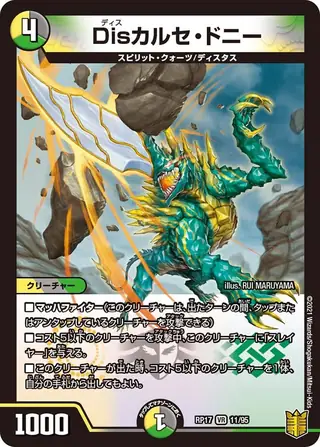 4
ディス
Disカルセ・ドニー
スピリット・クォーツ/ディスタス
illus. RUI MARUYAMA
クリーチャー
©2021 Wizards/Shogakukan/Mitsui-Kids
■マッハファイター(このクリーチャーは、出たターンの間、タップまたは
はアンタップしているクリーチャーを攻撃できる)
■コスト5以下のクリーチャーを攻撃中、このクリーチャーに「スレ
イヤー」を与える。
■このクリーチャーが出た時、コスト5以下のクリーチャーを1体、
自分の手札から出してもよい。
1000
1
RP17 VR 11/95